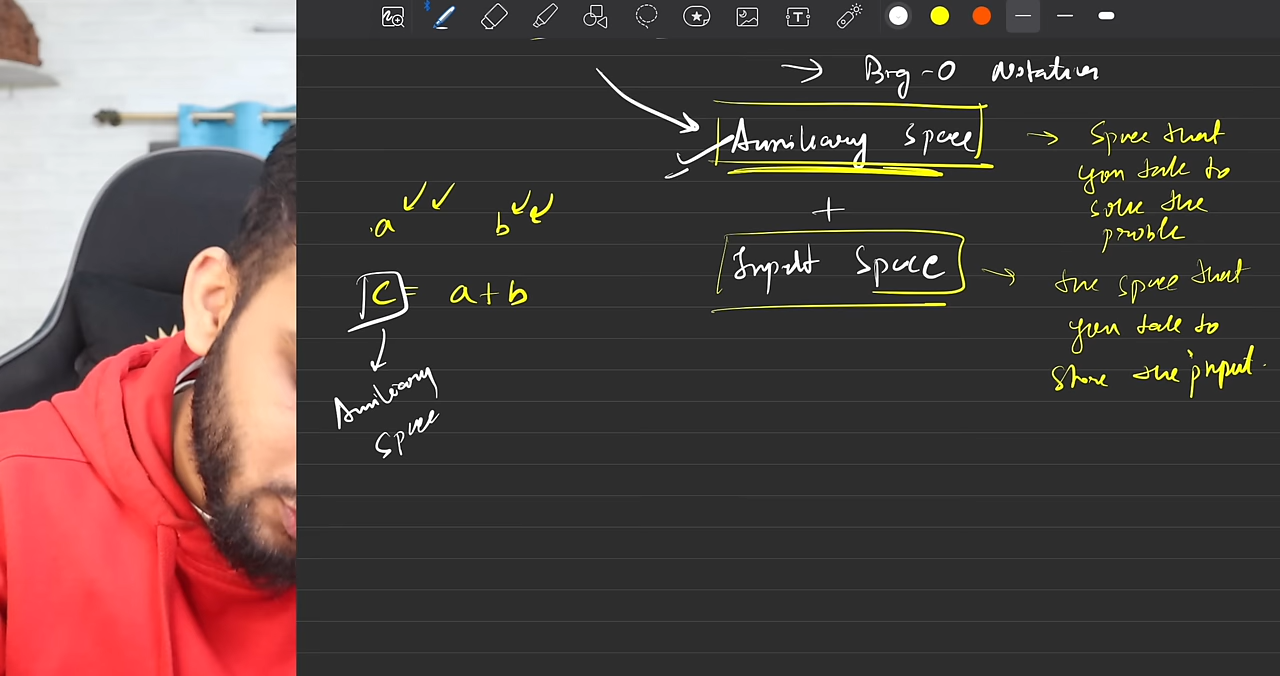 → Big-O Notation
Auxiliary Space
+
Input Space
→ Space that
you take to
solve the
proble
→ the space that
you take to
store the input.
a b
c = a+b
Auxiliary
Space
T